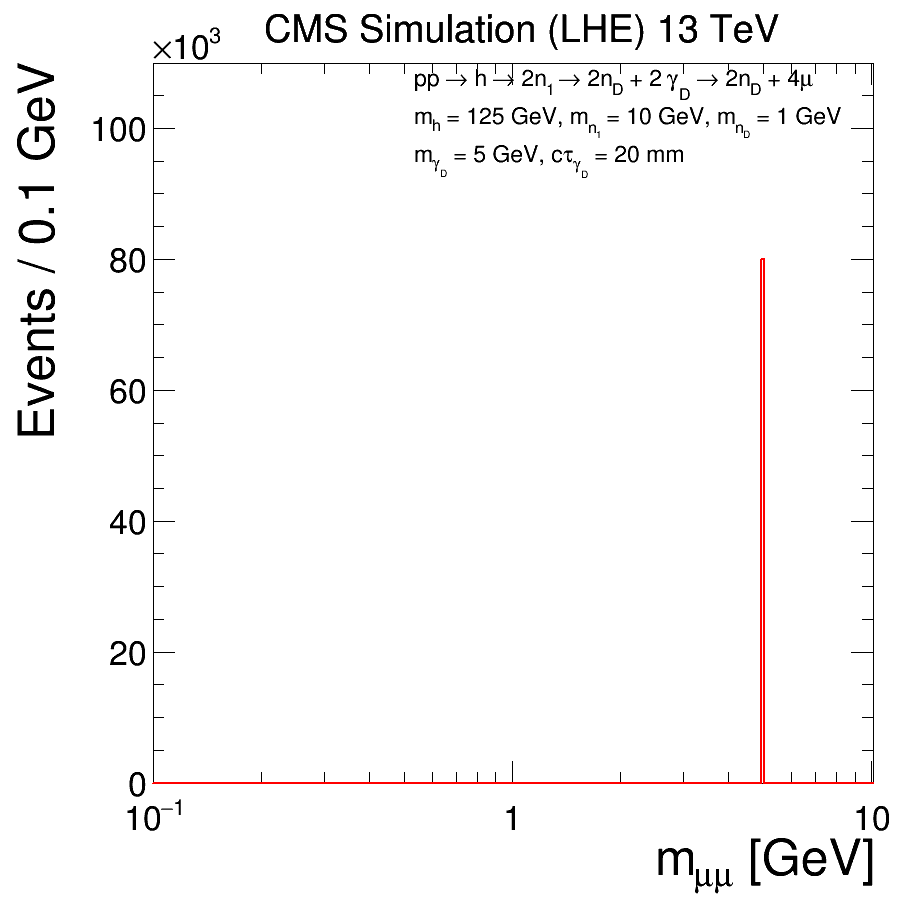 CMS Simulation (LHE) 13 TeV
×10³
pp → h → 2n₁ → 2n_D + 2 γ_D → 2n_D + 4μ
m_h = 125 GeV, m_n₁ = 10 GeV, m_n_D = 1 GeV
m_γ_D = 5 GeV, cτ_γ_D = 20 mm
Events / 0.1 GeV
100
80
60
40
20
0
10⁻¹ 1 10
m_μμ [GeV]